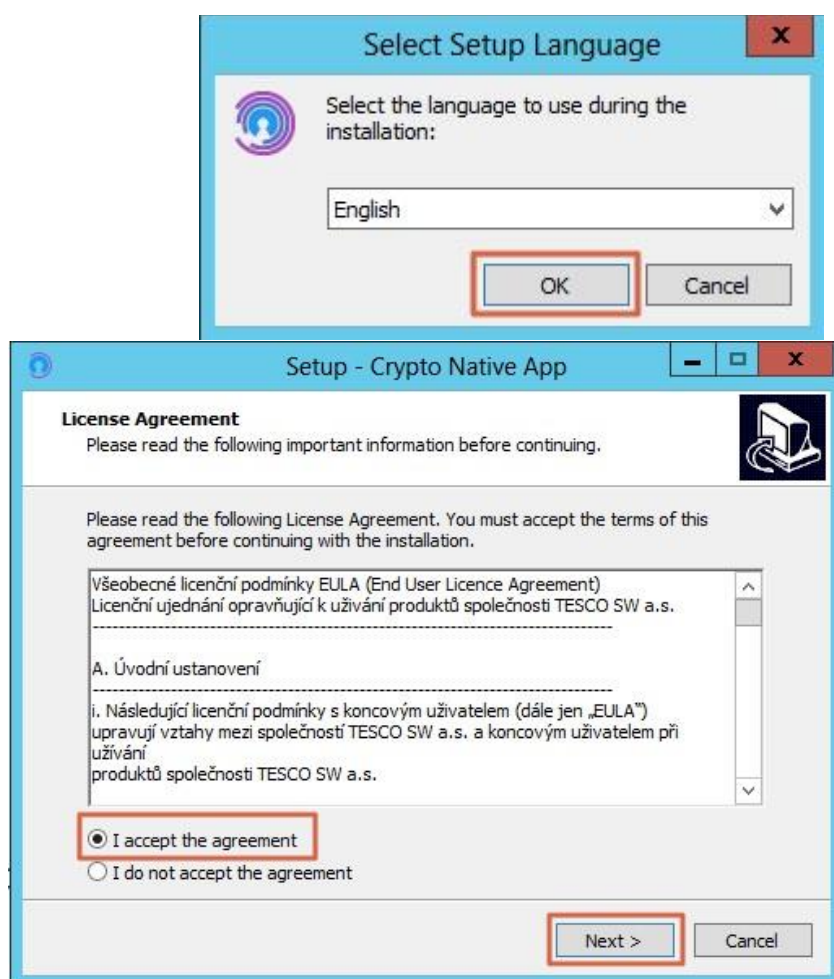 Select Setup Language
x
Select the language to use during the
installation:
English
OK
Cancel
Setup - Crypto Native App
x
License Agreement
Please read the following important information before continuing.
Please read the following License Agreement. You must accept the terms of this
agreement before continuing with the installation.
Všeobecné licenční podmínky EULA (End User Licence Agreement)
Licenční ujednání opravňující k užívání produktů společnosti TESCO SW a.s.
--------------------------------------------------------------------------------
A. Úvodní ustanovení
--------------------------------------------------------------------------------
i. Následující licenční podmínky s koncovým uživatelem (dále jen „EULA“)
upravují vztahy mezi společností TESCO SW a.s. a koncovým uživatelem při
užívání
produktů společnosti TESCO SW a.s.
I accept the agreement
I do not accept the agreement
Next >
Cancel